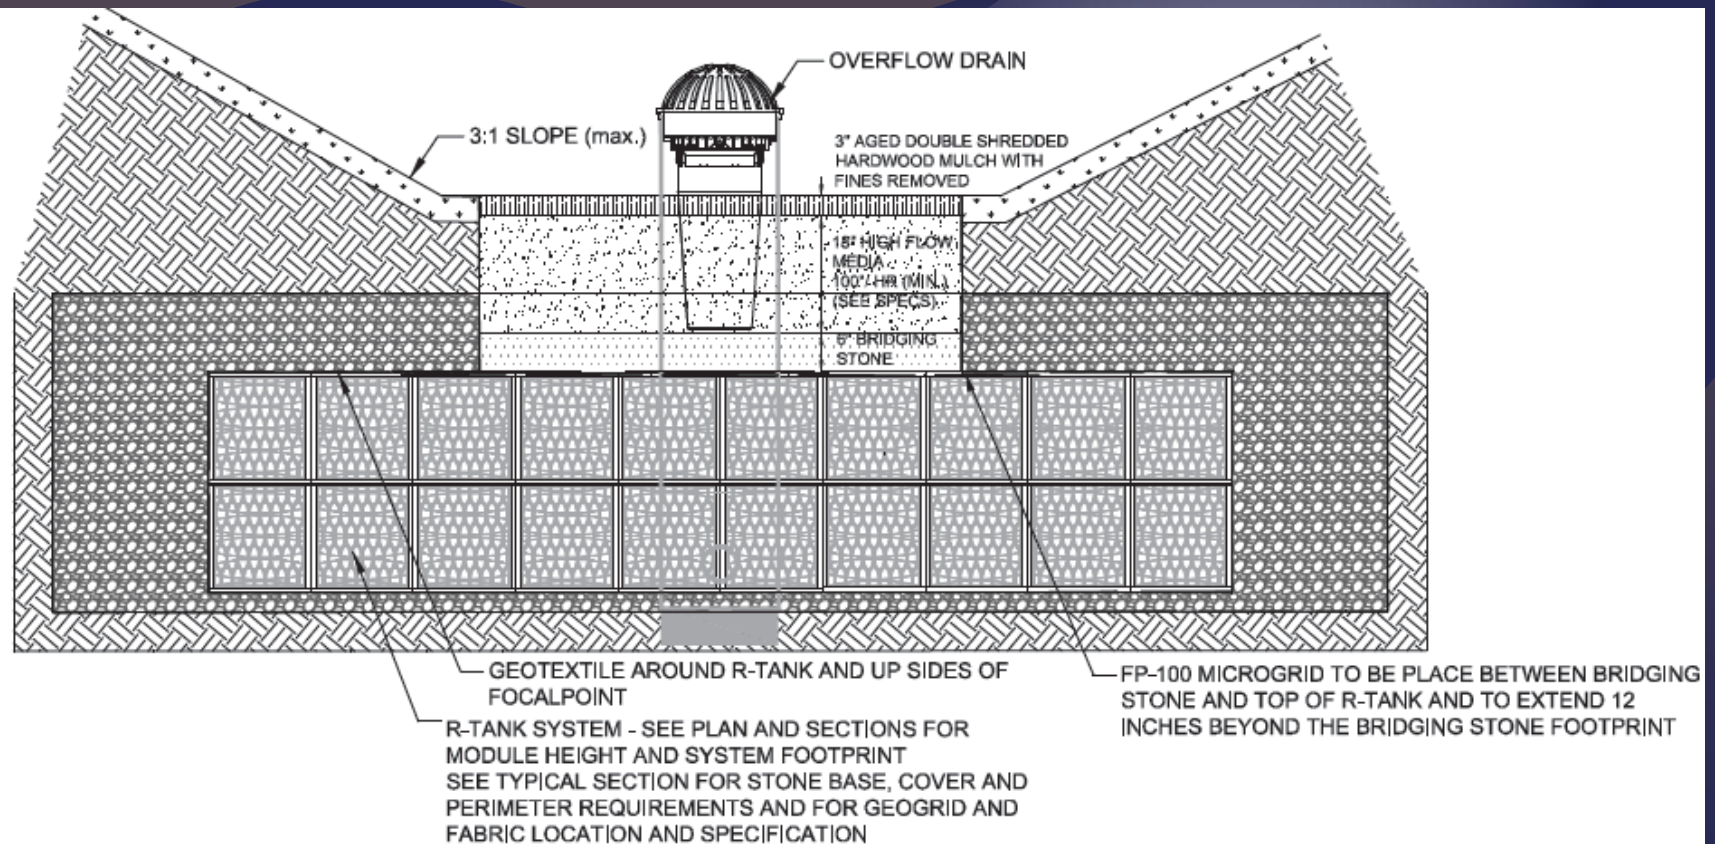 OVERFLOW DRAIN
3:1 SLOPE (max.)
3" AGED DOUBLE SHREDDED
HARDWOOD MULCH WITH
FINES REMOVED
18" HIGH FLOW
MEDIA
100"/HR (MIN.)
(SEE SPECS)
6" BRIDGING
STONE
GEOTEXTILE AROUND R-TANK AND UP SIDES OF
FOCALPOINT
R-TANK SYSTEM - SEE PLAN AND SECTIONS FOR
MODULE HEIGHT AND SYSTEM FOOTPRINT
SEE TYPICAL SECTION FOR STONE BASE, COVER AND
PERIMETER REQUIREMENTS AND FOR GEOGRID AND
FABRIC LOCATION AND SPECIFICATION
FP-100 MICROGRID TO BE PLACE BETWEEN BRIDGING
STONE AND TOP OF R-TANK AND TO EXTEND 12
INCHES BEYOND THE BRIDGING STONE FOOTPRINT